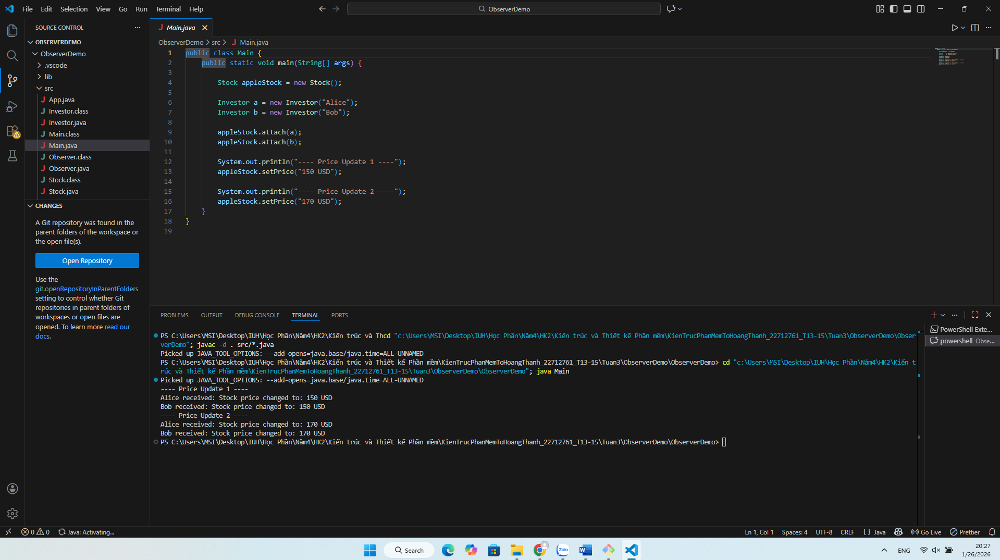 File Edit Selection View Go Run Terminal Help
ObserverDemo
SOURCE CONTROL
OBSERVERDEMO
ObserverDemo
.vscode
lib
src
App.java
Investor.class
Investor.java
Main.class
Main.java
Observer.class
Observer.java
Stock.class
Stock.java
CHANGES
A Git repository was found in the
parent folders of the workspace or
the open file(s).
Open Repository
Use the
git.openRepositoryInParentFolders
setting to control whether Git
repositories in parent folders of
workspaces or open files are
opened. To learn more read our
docs.
Main.java
ObserverDemo > src > Main.java
1 public class Main {
2 public static void main(String[] args) {
3
4 Stock appleStock = new Stock();
5
6 Investor a = new Investor("Alice");
7 Investor b = new Investor("Bob");
8
9 appleStock.attach(a);
10 appleStock.attach(b);
11
12 System.out.println("---- Price Update 1 ----");
13 appleStock.setPrice("150 USD");
14
15 System.out.println("---- Price Update 2 ----");
16 appleStock.setPrice("170 USD");
17 }
18 }
19
PROBLEMS OUTPUT DEBUG CONSOLE TERMINAL PORTS
PS C:\Users\MSI\Desktop\IUH\Học Phần\Năm4\HK2\Kiến trúc và Thcd "c:\Users\MSI\Desktop\IUH\Học Phần\Năm4\HK2\Kiến trúc và Thiết kế Phần mềm\KienTrucPhanMemToHoangThanh_22712761_T13-15\Tuan3\ObserverDemo\Obser
verDemo"; javac -d . src/*.java
Picked up JAVA_TOOL_OPTIONS: --add-opens=java.base/java.time=ALL-UNNAMED
PS C:\Users\MSI\Desktop\IUH\Học Phần\Năm4\HK2\Kiến trúc và Thiết kế Phần mềm\KienTrucPhanMemToHoangThanh_22712761_T13-15\Tuan3\ObserverDemo\ObserverDemo> cd "c:\Users\MSI\Desktop\IUH\Học Phần\Năm4\HK2\Kiến t
rúc và Thiết kế Phần mềm\KienTrucPhanMemToHoangThanh_22712761_T13-15\Tuan3\ObserverDemo\ObserverDemo"; java Main
Picked up JAVA_TOOL_OPTIONS: --add-opens=java.base/java.time=ALL-UNNAMED
---- Price Update 1 ----
Alice received: Stock price changed to: 150 USD
Bob received: Stock price changed to: 150 USD
---- Price Update 2 ----
Alice received: Stock price changed to: 170 USD
Bob received: Stock price changed to: 170 USD
PS C:\Users\MSI\Desktop\IUH\Học Phần\Năm4\HK2\Kiến trúc và Thiết kế Phần mềm\KienTrucPhanMemToHoangThanh_22712761_T13-15\Tuan3\ObserverDemo\ObserverDemo>
PowerShell Exte...
powershell Obse...
0 0 Java: Activating...
Ln 1, Col 1 Spaces: 4 UTF-8 CRLF { } Java Go Live Prettier
Search
Zalo
ENG
20:27
1/26/2026